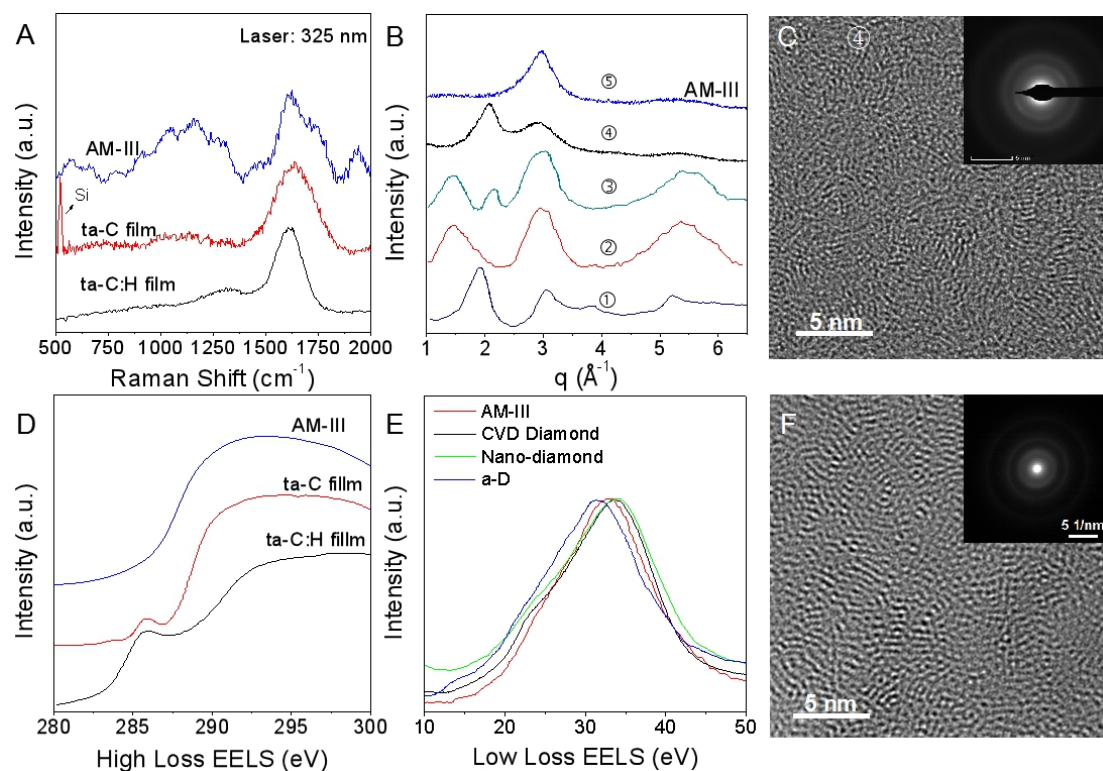 A
Laser: 325 nm
AM-III
Si
ta-C film
ta-C:H film
Intensity (a.u.)
500 750 1000 1250 1500 1750 2000
Raman Shift (cm-1)
B
⑤
AM-III
④
③
②
①
Intensity (a.u.)
1 2 3 4 5 6
q (Å-1)
C
④
5 nm
D
AM-III
ta-C fillm
ta-C:H fillm
Intensity (a.u.)
280 285 290 295 300
High Loss EELS (eV)
E
AM-III
CVD Diamond
Nano-diamond
a-D
Intensity (a.u.)
10 20 30 40 50
Low Loss EELS (eV)
F
5 1/nm
5 nm